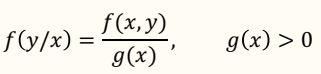 f(y/x) = f(x,y) / g(x), g(x) > 0